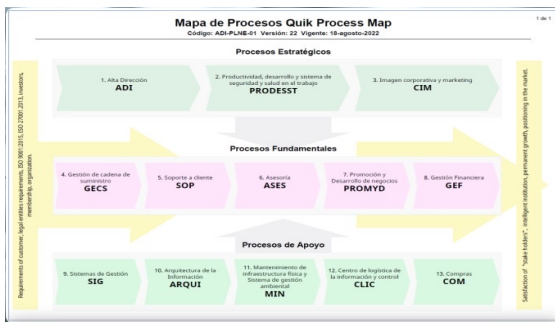 1 de 1
Mapa de Procesos Quik Process Map
Código: ADI-PLNE-01 Versión: 22 Vigente: 18-agosto-2022
Procesos Estratégicos
1. Alta Dirección
ADI
2. Productividad, desarrollo y sistema de
seguridad y salud en el trabajo
PRODESST
3. Imagen corporativa y marketing
CIM
Requirements of customer, legal entities requirements, ISO 9001:2015, ISO 27001:2013, investors,
membership, organization.
Procesos Fundamentales
4. Gestión de cadena de
suministro
GECS
5. Soporte a cliente
SOP
6. Asesoría
ASES
7. Promoción y
Desarrollo de negocios
PROMYD
8. Gestión Financiera
GEF
Satisfaction of "stake holders", intelligent institution, permanent growth, positioning in the market.
Procesos de Apoyo
9. Sistemas de Gestión
SIG
10. Arquitectura de la
Información
ARQUI
11. Mantenimiento de
infraestructura física y
Sistema de gestión
ambiental
MIN
12. Centro de logística de
la información y control
CLIC
13. Compras
COM